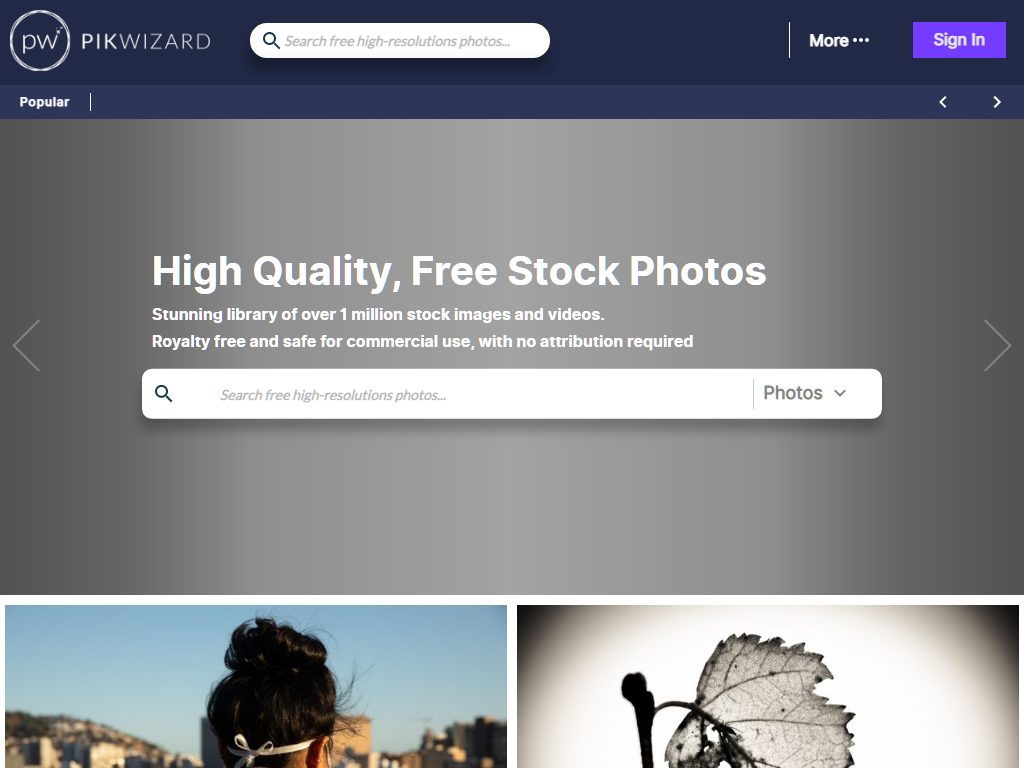 pw PIKWIZARD
Search free high-resolutions photos...
More
Sign In
Popular
High Quality, Free Stock Photos
Stunning library of over 1 million stock images and videos.
Royalty free and safe for commercial use, with no attribution required
Search free high-resolutions photos...
Photos